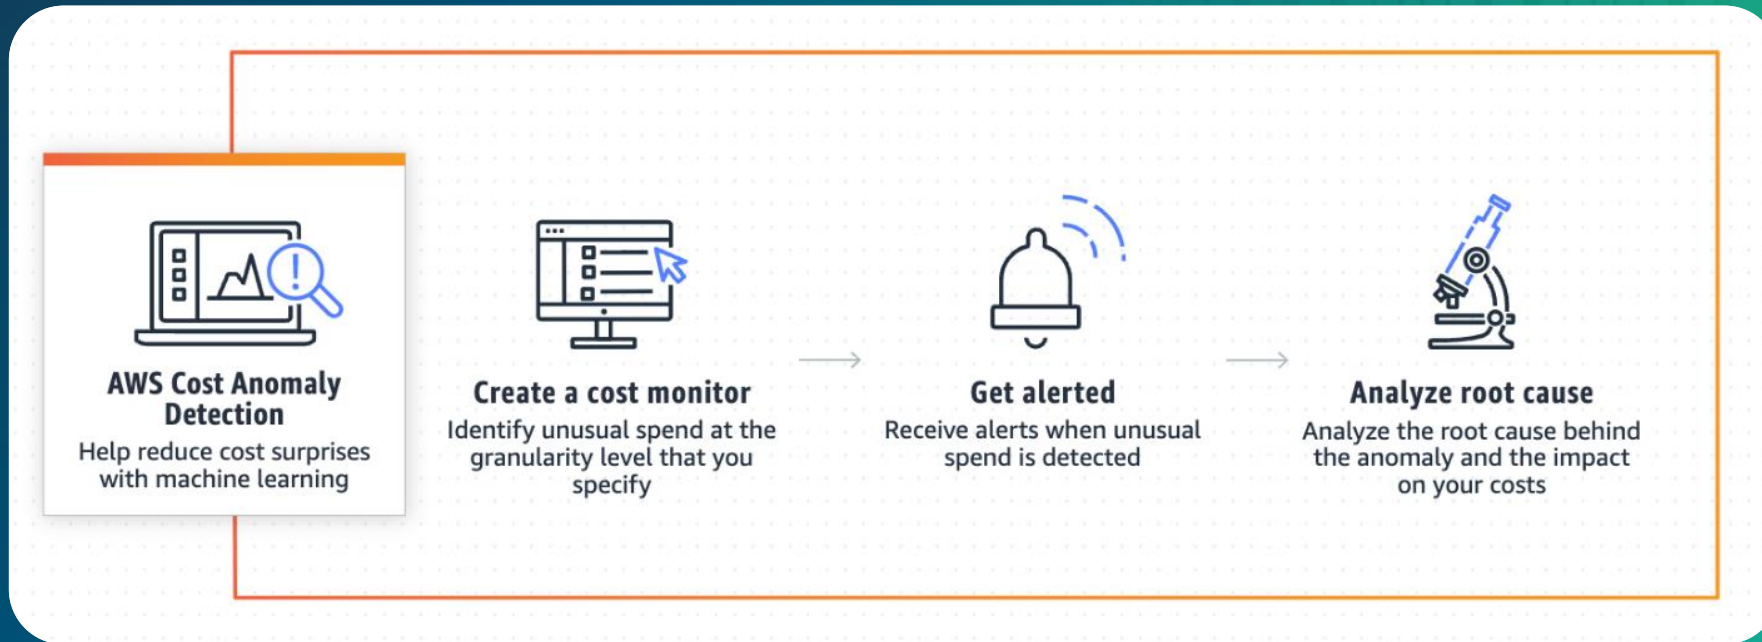 AWS Cost Anomaly
Detection
Help reduce cost surprises
with machine learning
Create a cost monitor
Identify unusual spend at the
granularity level that you
specify
Get alerted
Receive alerts when unusual
spend is detected
Analyze root cause
Analyze the root cause behind
the anomaly and the impact
on your costs